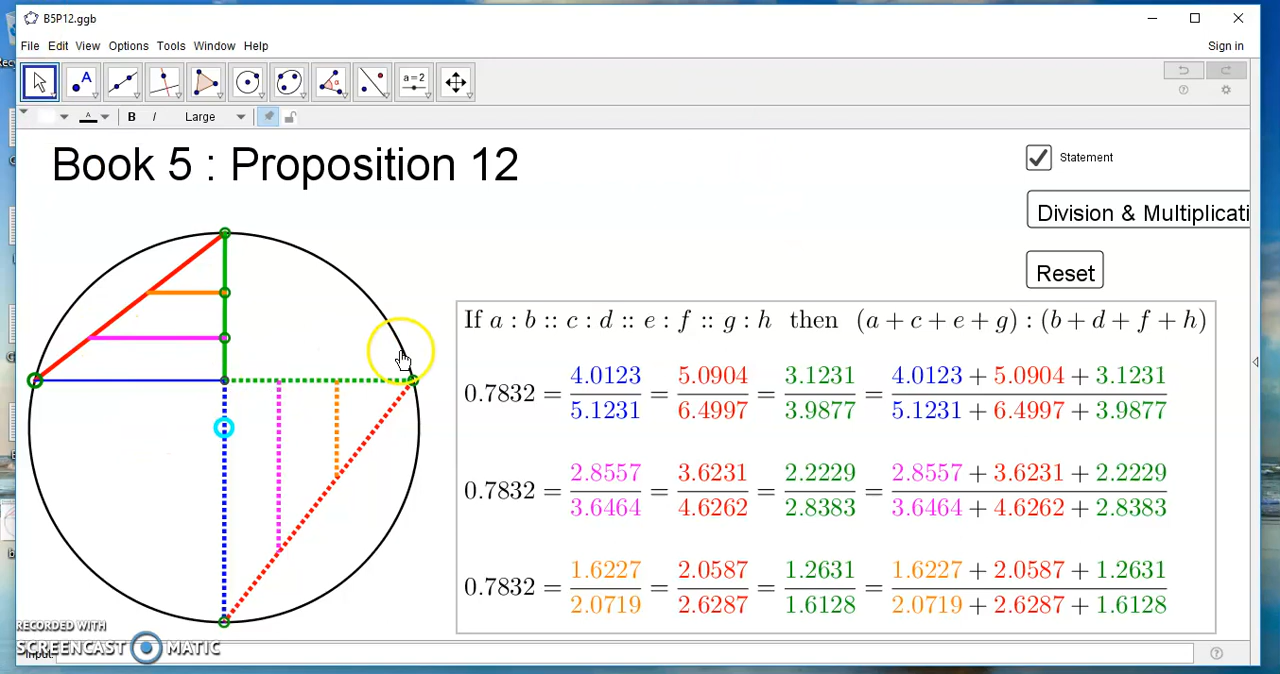 B5P12.ggb
File Edit View Options Tools Window Help
Sign in
A
a=2
A B I Large
Book 5 : Proposition 12
Statement
Division & Multiplicati
Reset
If a : b :: c : d :: e : f :: g : h then (a + c + e + g) : (b + d + f + h)
0.7832 = 4.0123/5.1231 = 5.0904/6.4997 = 3.1231/3.9877 = 4.0123 + 5.0904 + 3.1231/5.1231 + 6.4997 + 3.9877
0.7832 = 2.8557/3.6464 = 3.6231/4.6262 = 2.2229/2.8383 = 2.8557 + 3.6231 + 2.2229/3.6464 + 4.6262 + 2.8383
0.7832 = 1.6227/2.0719 = 2.0587/2.6287 = 1.2631/1.6128 = 1.6227 + 2.0587 + 1.2631/2.0719 + 2.6287 + 1.6128
RECORDED WITH
SCREENCAST MATIC
Input: